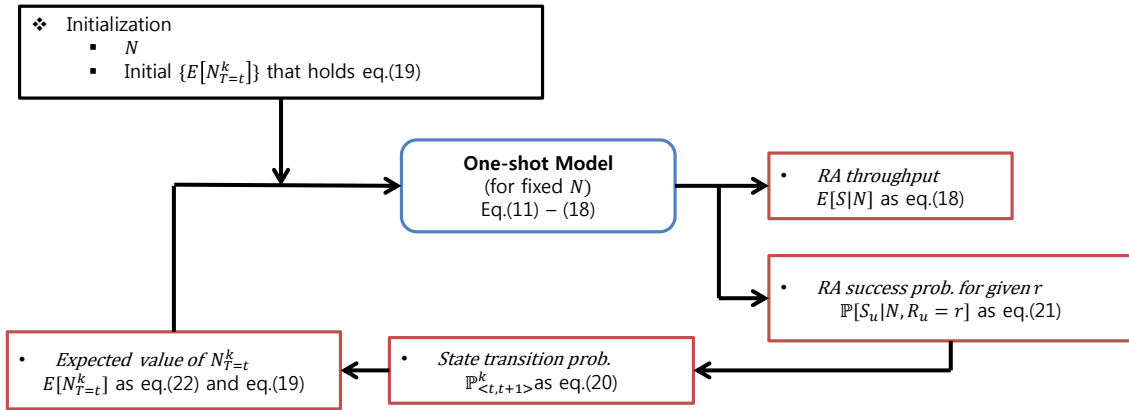 ❖ Initialization
▪ N
▪ Initial {E[N^k_{T=t}]} that holds eq.(19)
One-shot Model
(for fixed N)
Eq.(11) – (18)
• RA throughput
E[S|N] as eq.(18)
• RA success prob. for given r
ℙ[S_u|N, R_u = r] as eq.(21)
• Expected value of N^k_{T=t}
E[N^k_{T=t}] as eq.(22) and eq.(19)
• State transition prob.
ℙ^k_{<t,t+1>} as eq.(20)